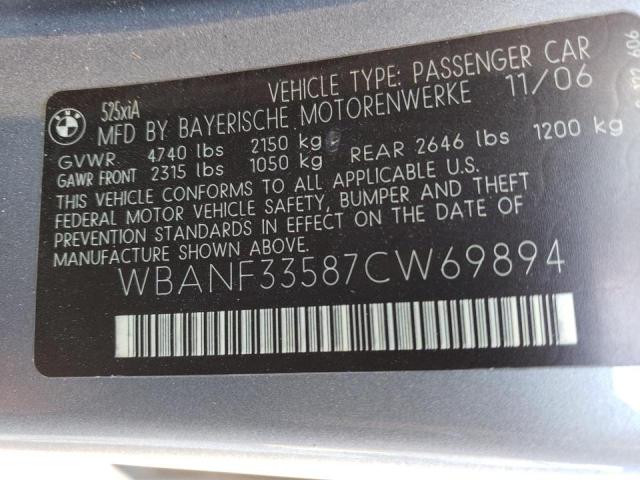 BMW
525xiA
VEHICLE TYPE: PASSENGER CAR
MFD BY BAYERISCHE MOTORENWERKE 11/06
GVWR 4740 lbs 2150 kg
GAWR FRONT 2315 lbs 1050 kg REAR 2646 lbs 1200 kg
THIS VEHICLE CONFORMS TO ALL APPLICABLE U.S.
FEDERAL MOTOR VEHICLE SAFETY, BUMPER AND THEFT
PREVENTION STANDARDS IN EFFECT ON THE DATE OF
MANUFACTURE SHOWN ABOVE.
WBANF33587CW69894